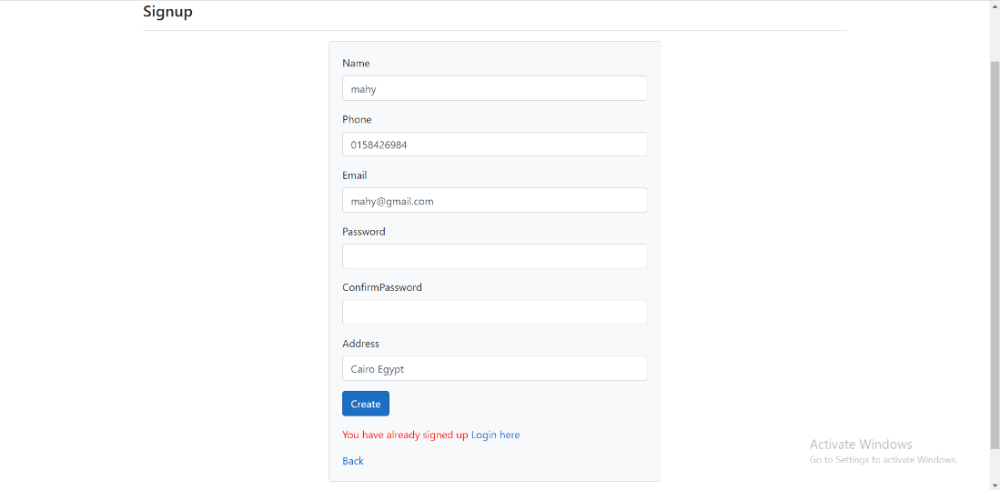 Signup
Name
mahy
Phone
0158426984
Email
mahy@gmail.com
Password
ConfirmPassword
Address
Cairo Egypt
Create
You have already signed up Login here
Back
Activate Windows
Go to Settings to activate Windows.